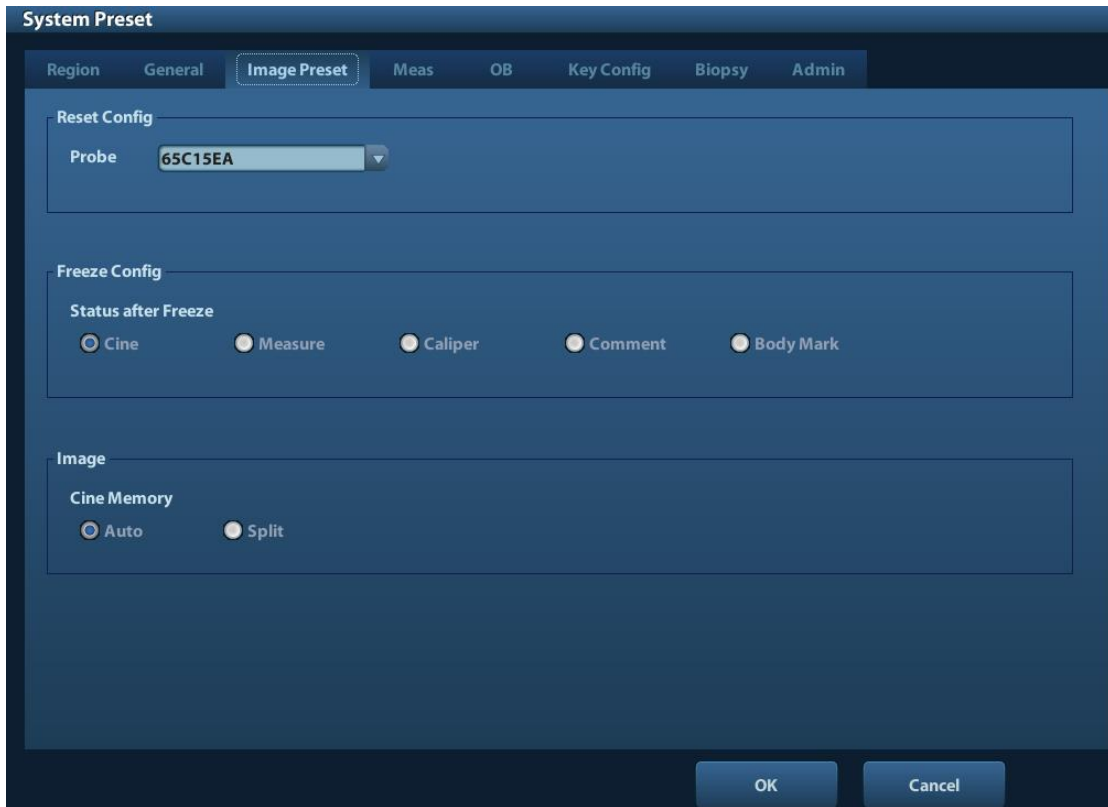 System Preset
Region General Image Preset Meas OB Key Config Biopsy Admin
Reset Config
Probe 65C15EA
Freeze Config
Status after Freeze
Cine Measure Caliper Comment Body Mark
Image
Cine Memory
Auto Split
OK Cancel